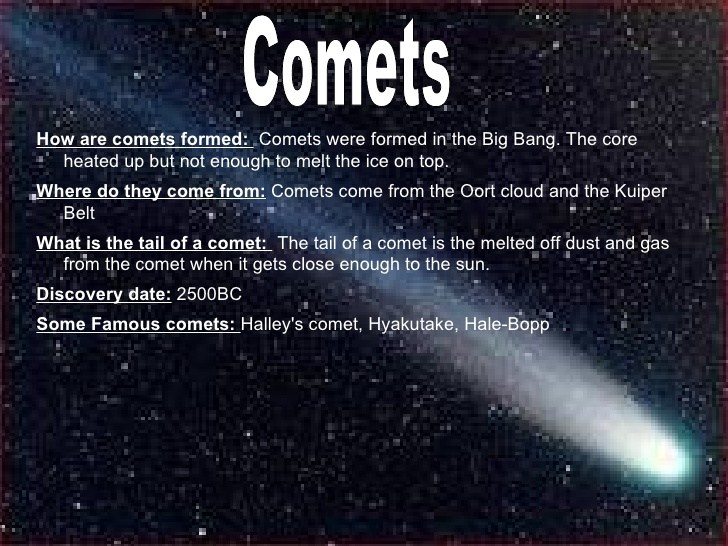 Comets
How are comets formed: Comets were formed in the Big Bang. The core
heated up but not enough to melt the ice on top.
Where do they come from: Comets come from the Oort cloud and the Kuiper
Belt
What is the tail of a comet: The tail of a comet is the melted off dust and gas
from the comet when it gets close enough to the sun.
Discovery date: 2500BC
Some Famous comets: Halley's comet, Hyakutake, Hale-Bopp